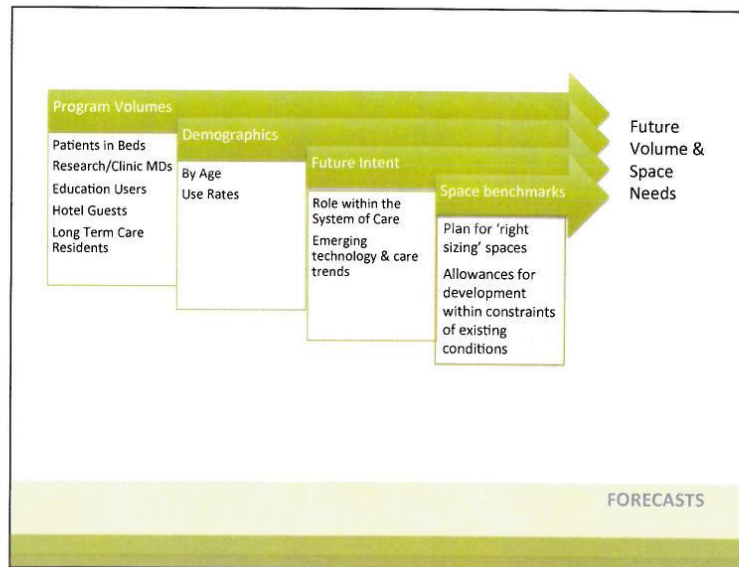 Program Volumes
Patients in Beds
Research/Clinic MDs
Education Users
Hotel Guests
Long Term Care
Residents
Demographics
By Age
Use Rates
Future Intent
Role within the
System of Care
Emerging
technology & care
trends
Space benchmarks
Plan for 'right
sizing' spaces
Allowances for
development
within constraints
of existing
conditions
Future
Volume &
Space
Needs
FORECASTS